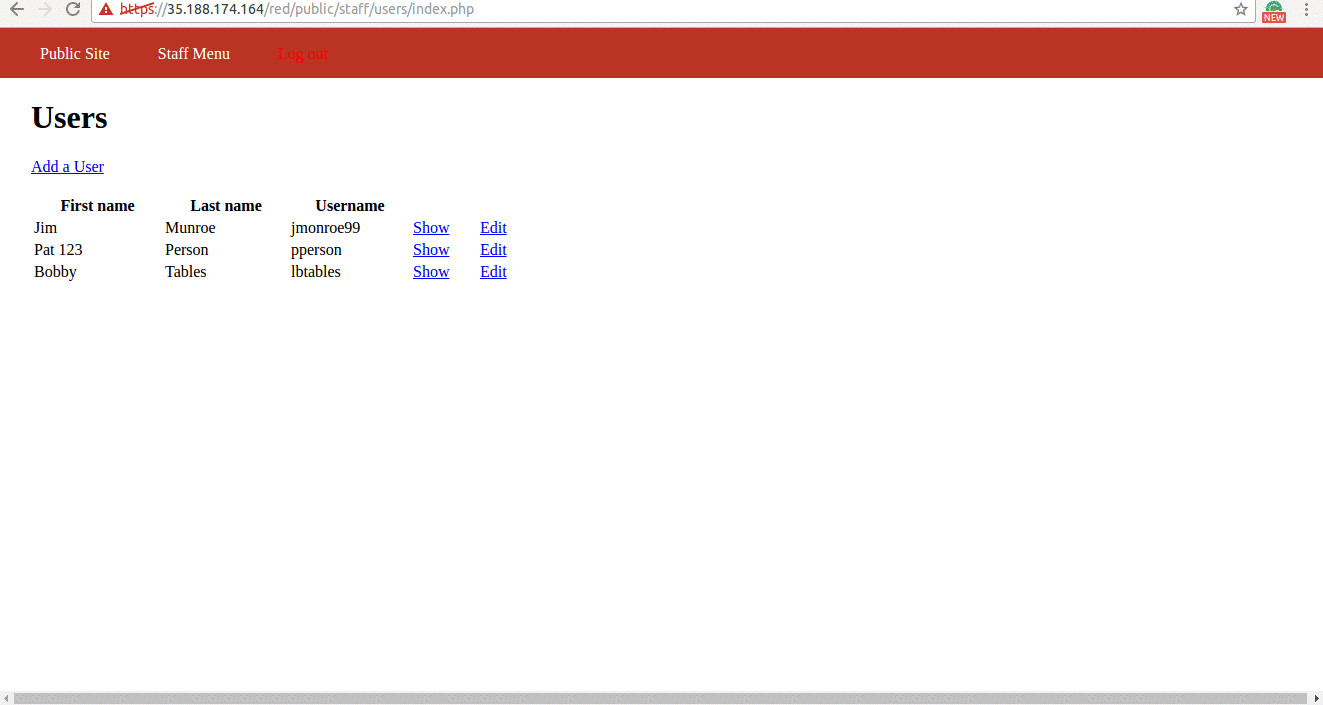 https://35.188.174.164/red/public/staff/users/index.php
NEW
Public Site Staff Menu Log out
Users
Add a User
First name Last name Username
Jim Munroe jmonroe99 Show Edit
Pat 123 Person pperson Show Edit
Bobby Tables lbtables Show Edit